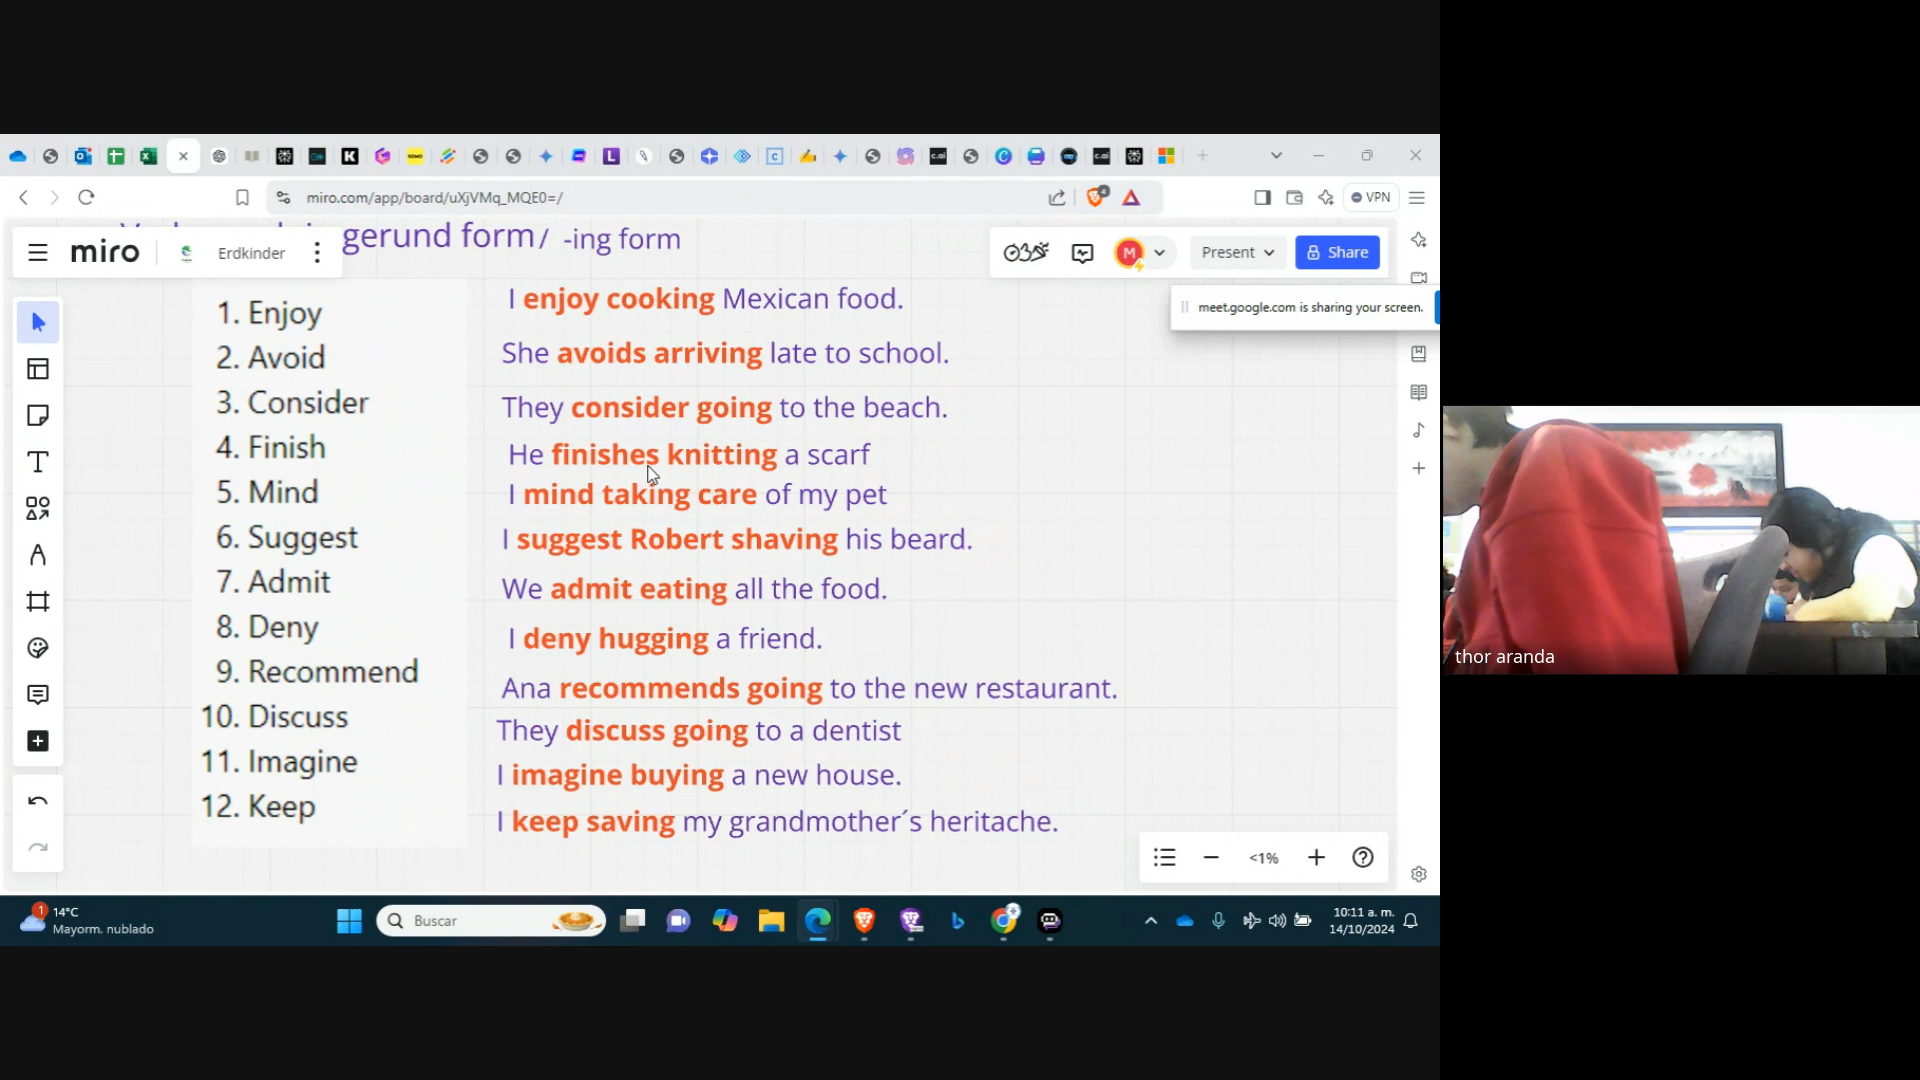 miro.com/app/board/uXjVMq_MQE0=/
VPN
gerund form/ -ing form
miro
Erdkinder
M
Present
Share
meet.google.com is sharing your screen.
1. Enjoy
2. Avoid
3. Consider
4. Finish
5. Mind
6. Suggest
7. Admit
8. Deny
9. Recommend
10. Discuss
11. Imagine
12. Keep
I enjoy cooking Mexican food.
She avoids arriving late to school.
They consider going to the beach.
He finishes knitting a scarf
I mind taking care of my pet
I suggest Robert shaving his beard.
We admit eating all the food.
I deny hugging a friend.
Ana recommends going to the new restaurant.
They discuss going to a dentist
I imagine buying a new house.
I keep saving my grandmother´s heritache.
<1%
thor aranda
1
14°C
Mayorm. nublado
Buscar
10:11 a. m.
14/10/2024